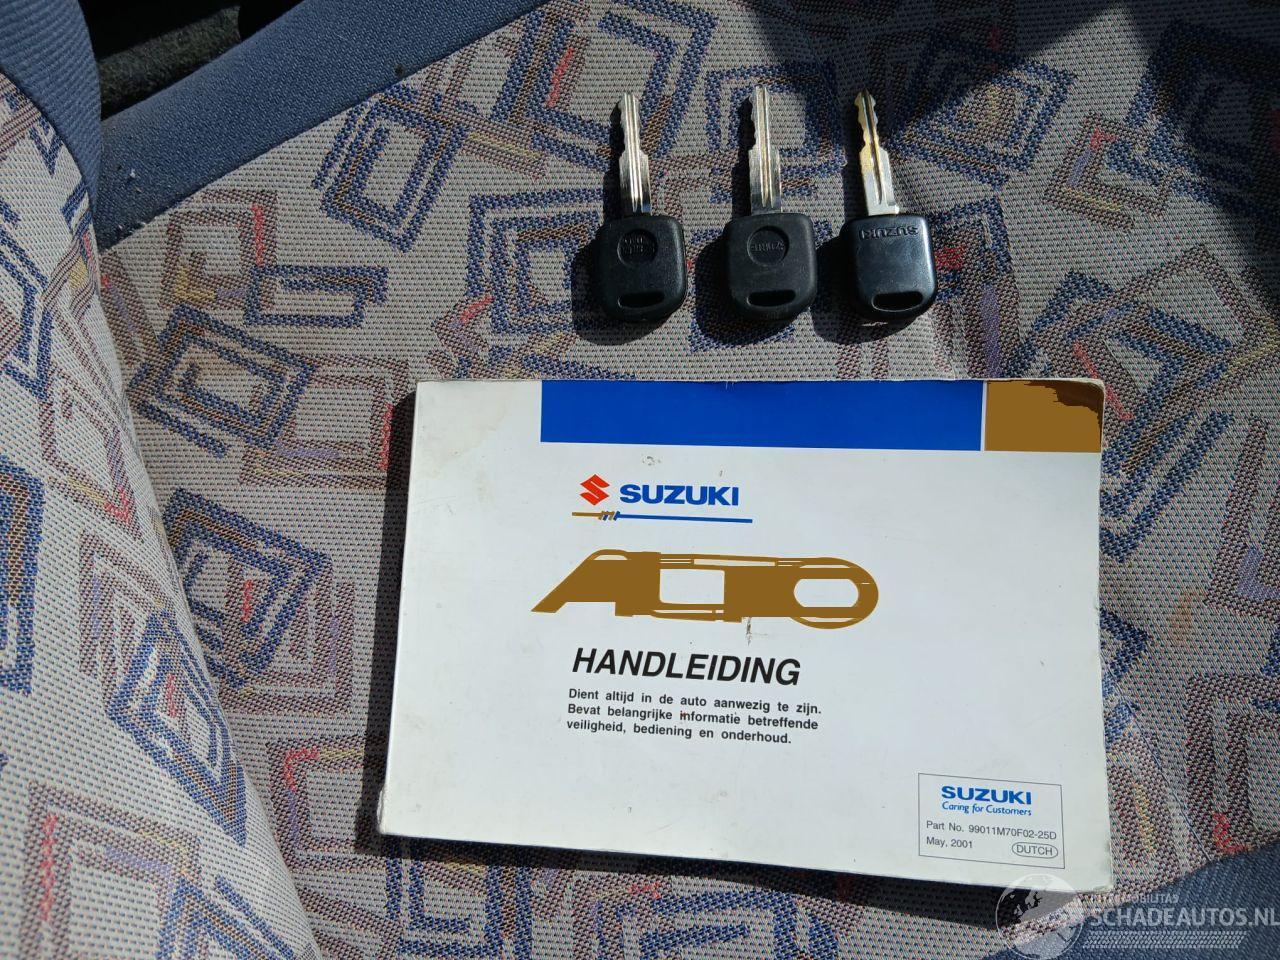 SUZUKI
SUZUKI
HANDLEIDING
Dient altijd in de auto aanwezig te zijn.
Bevat belangrijke informatie betreffende
veiligheid, bediening en onderhoud.
SUZUKI
Caring for Customers
Part No. 99011M70F02-25D
May, 2001
DUTCH
SCHADEAUTOS.NL